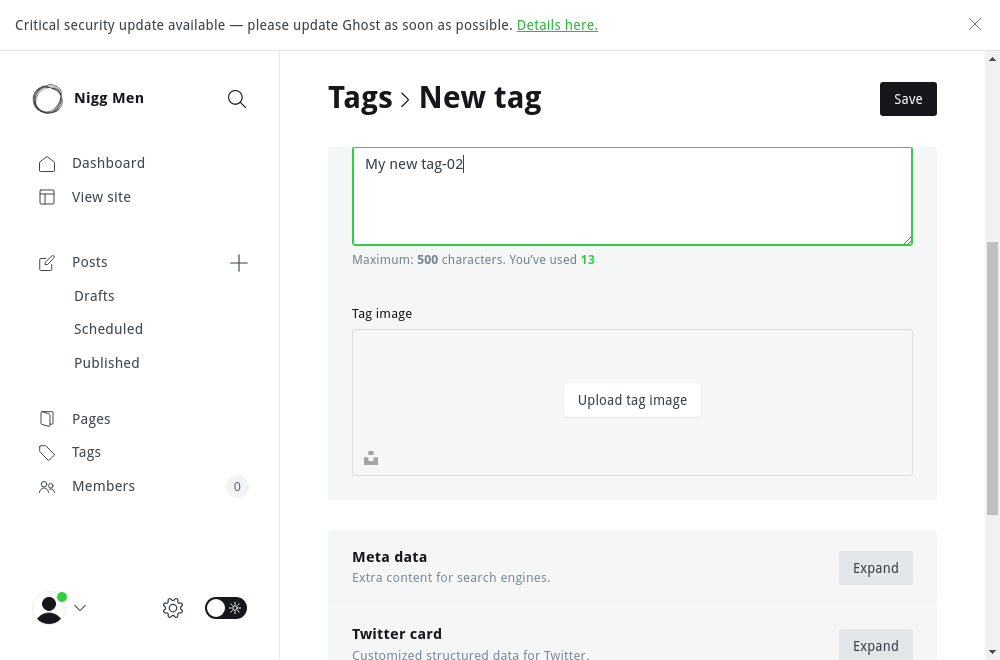 Critical security update available — please update Ghost as soon as possible. Details here.
Nigg Men
Dashboard
View site
Posts
Drafts
Scheduled
Published
Pages
Tags
Members
0
Tags > New tag
Save
My new tag-02
Maximum: 500 characters. You’ve used 13
Tag image
Upload tag image
Meta data
Extra content for search engines.
Expand
Twitter card
Customized structured data for Twitter.
Expand